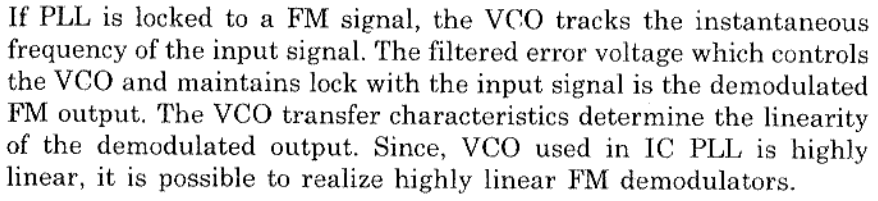 If PLL is locked to a FM signal, the VCO tracks the instantaneous
frequency of the input signal. The filtered error voltage which controls
the VCO and maintains lock with the input signal is the demodulated
FM output. The VCO transfer characteristics determine the linearity
of the demodulated output. Since, VCO used in IC PLL is highly
linear, it is possible to realize highly linear FM demodulators.